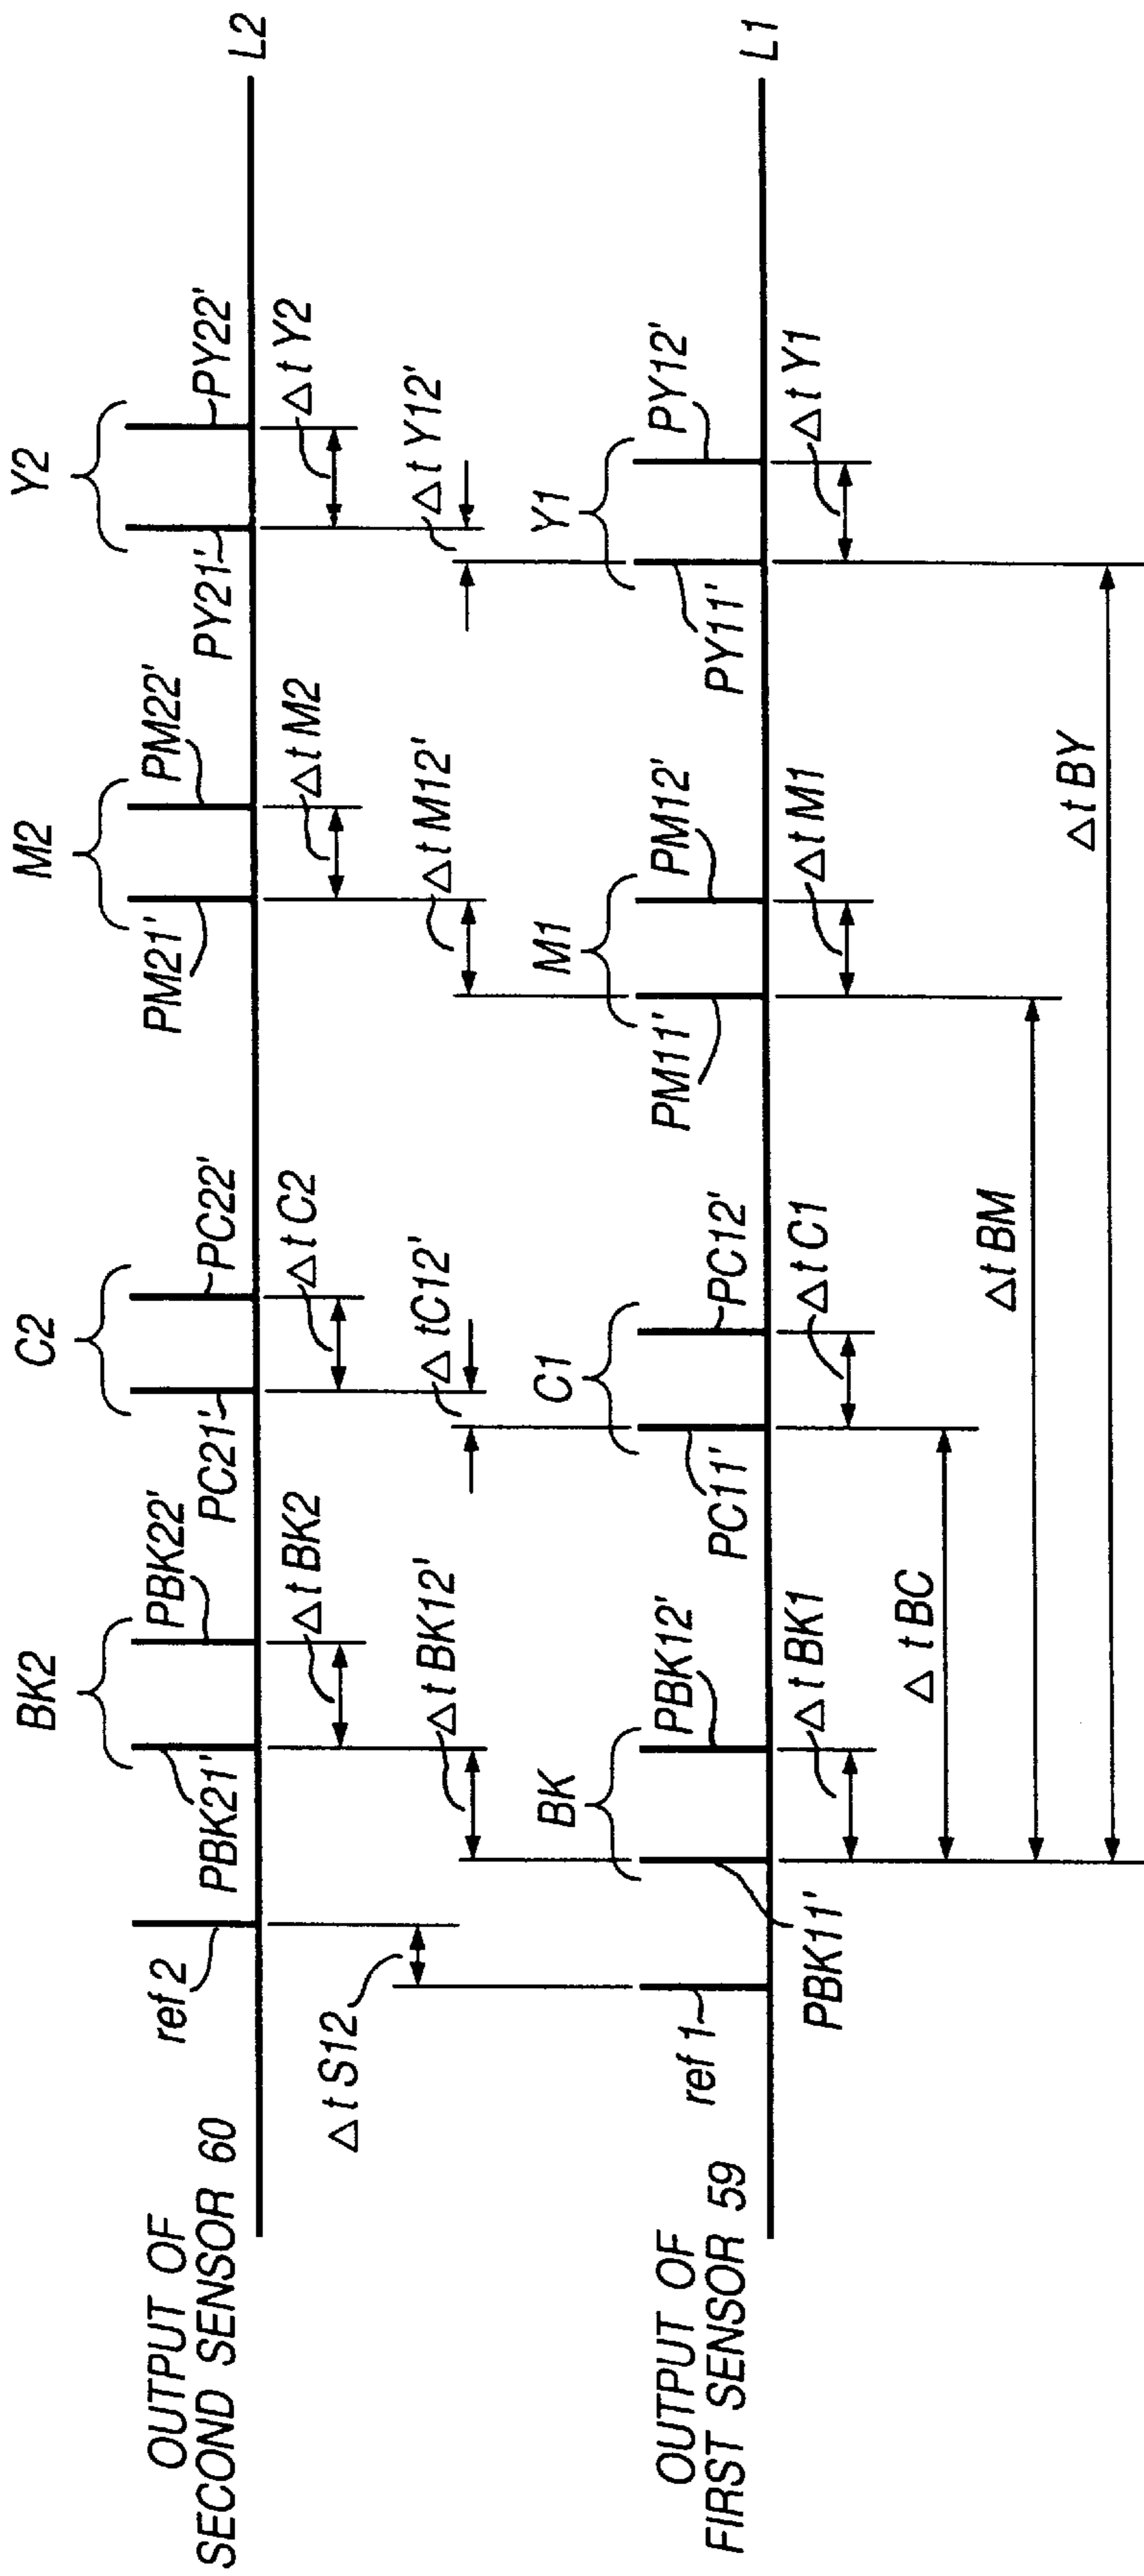 OUTPUT OF
SECOND SENSOR 60
ref 2
BK2
PBK21'
PBK22'
C2
PC21'
PC22'
M2
PM21'
PM22'
Y2
PY21'
PY22'
L2
△t BK2
△t C2
△t M2
△t Y2
△t S12
△t BK12'
△tC12'
△t M12'
△t Y12'
OUTPUT OF
FIRST SENSOR 59
ref 1
BK
PBK11'
PBK12'
C1
PC11'
PC12'
M1
PM11'
PM12'
Y1
PY11'
PY12'
L1
△t BK1
△t C1
△t M1
△t Y1
△t BC
△t BM
△t BY